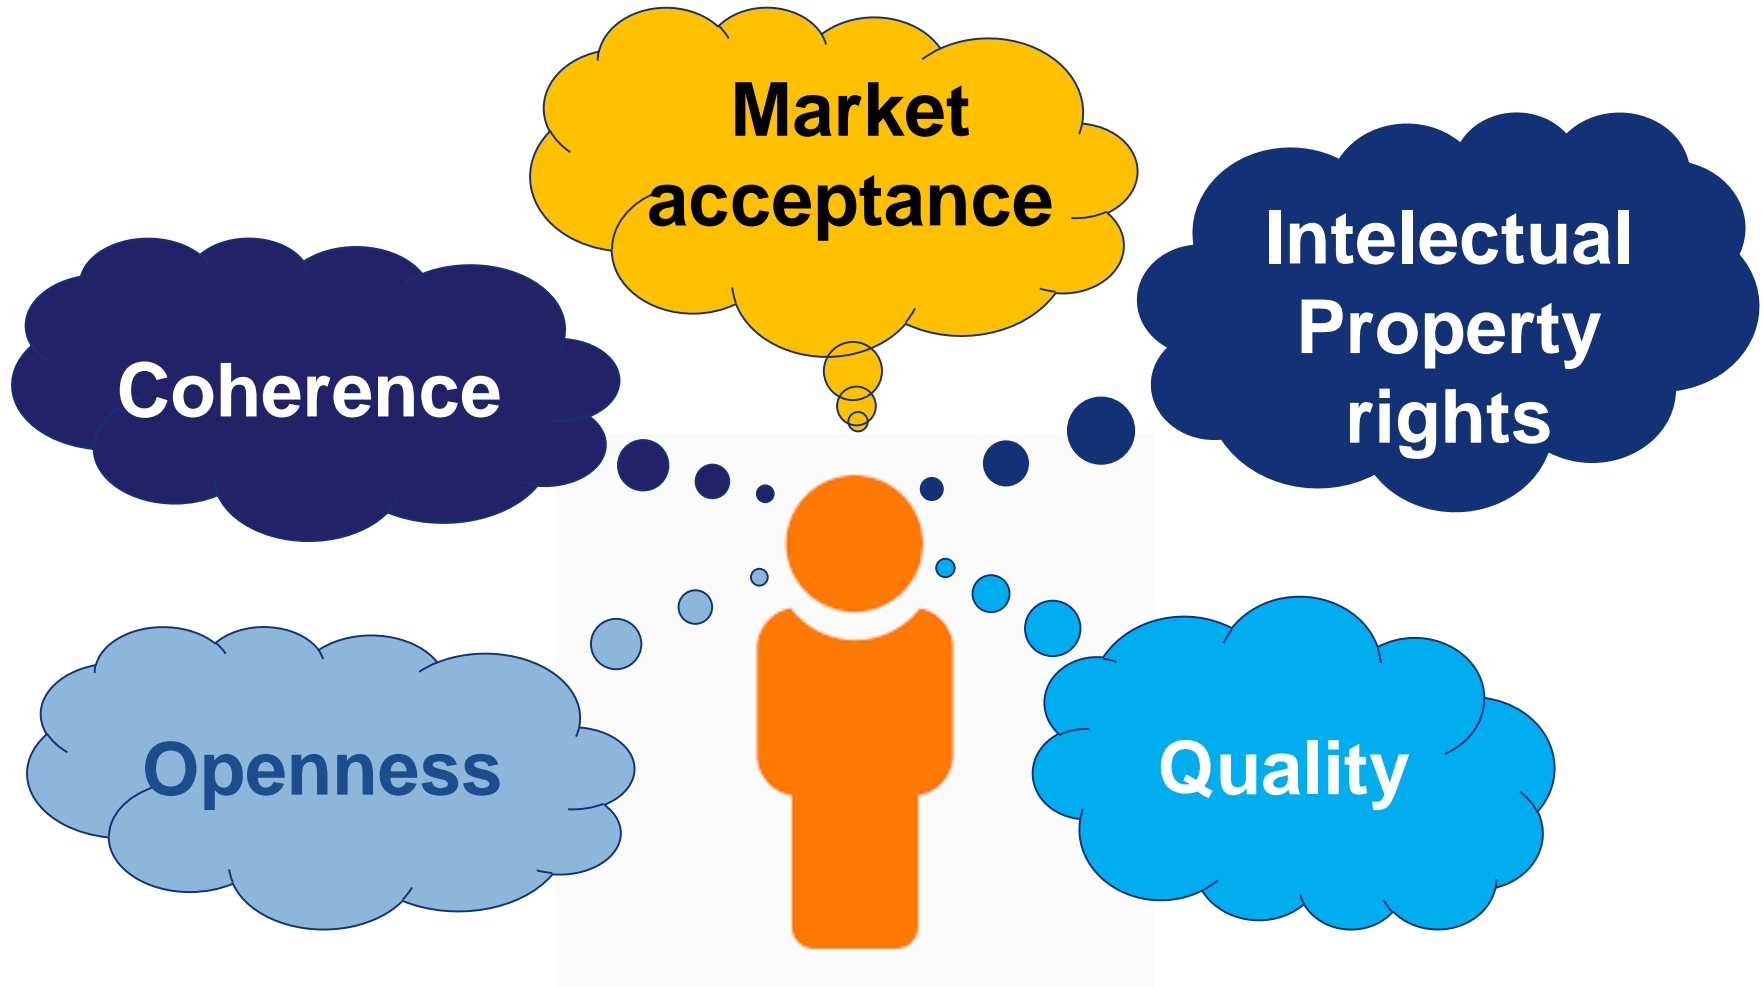 Market
acceptance
Intelectual
Property
rights
Coherence
Openness
Quality